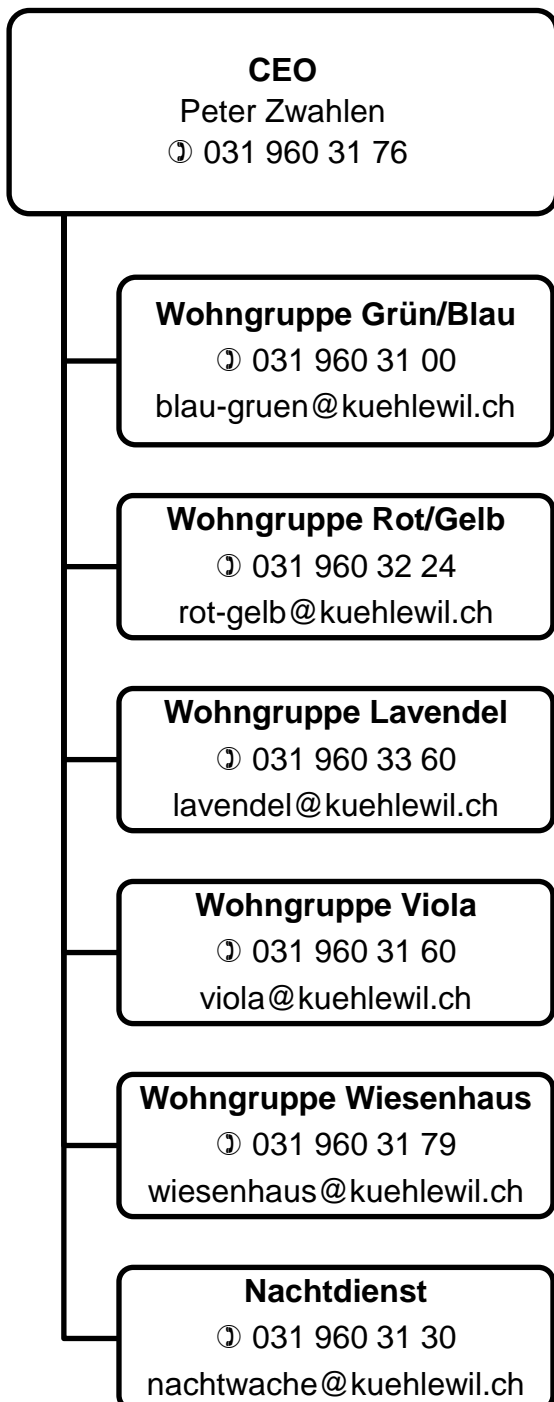 CEO
Peter Zwahlen
✆ 031 960 31 76
Wohngruppe Grün/Blau
✆ 031 960 31 00
blau-gruen@kuehlewil.ch
Wohngruppe Rot/Gelb
✆ 031 960 32 24
rot-gelb@kuehlewil.ch
Wohngruppe Lavendel
✆ 031 960 33 60
lavendel@kuehlewil.ch
Wohngruppe Viola
✆ 031 960 31 60
viola@kuehlewil.ch
Wohngruppe Wiesenhaus
✆ 031 960 31 79
wiesenhaus@kuehlewil.ch
Nachtdienst
✆ 031 960 31 30
nachtwache@kuehlewil.ch